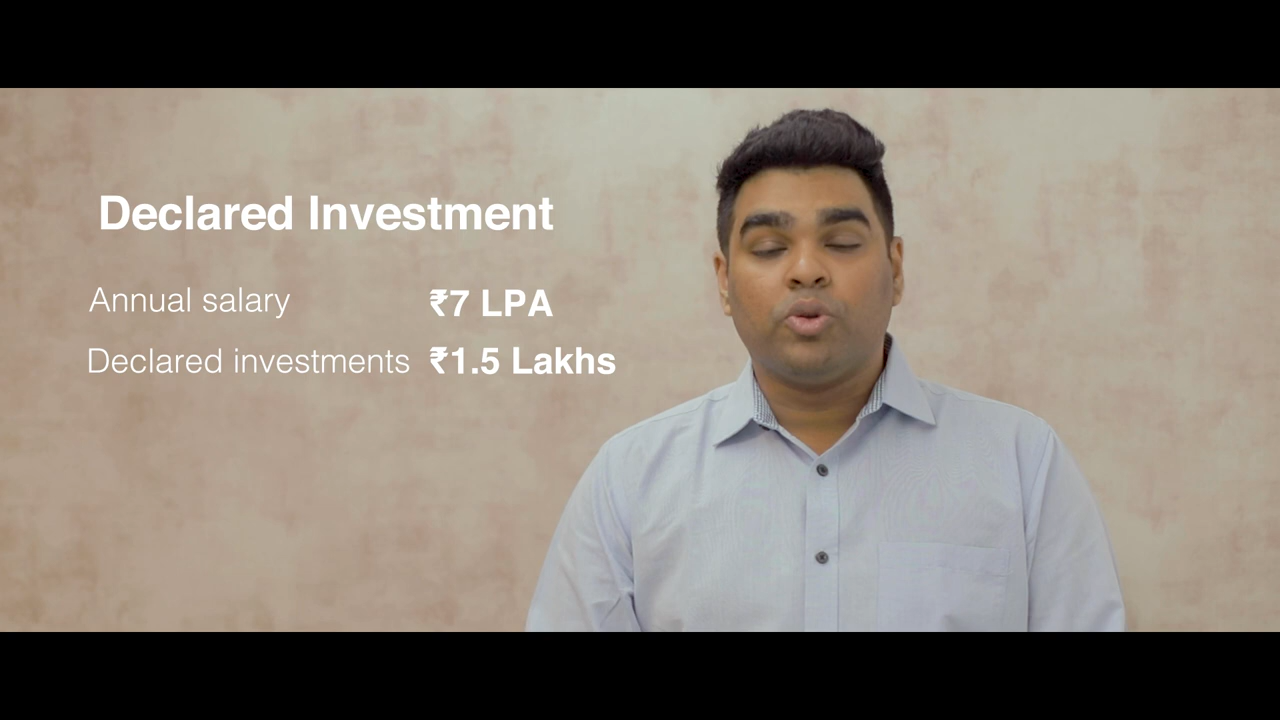 Declared Investment
Annual salary ₹7 LPA
Declared investments ₹1.5 Lakhs